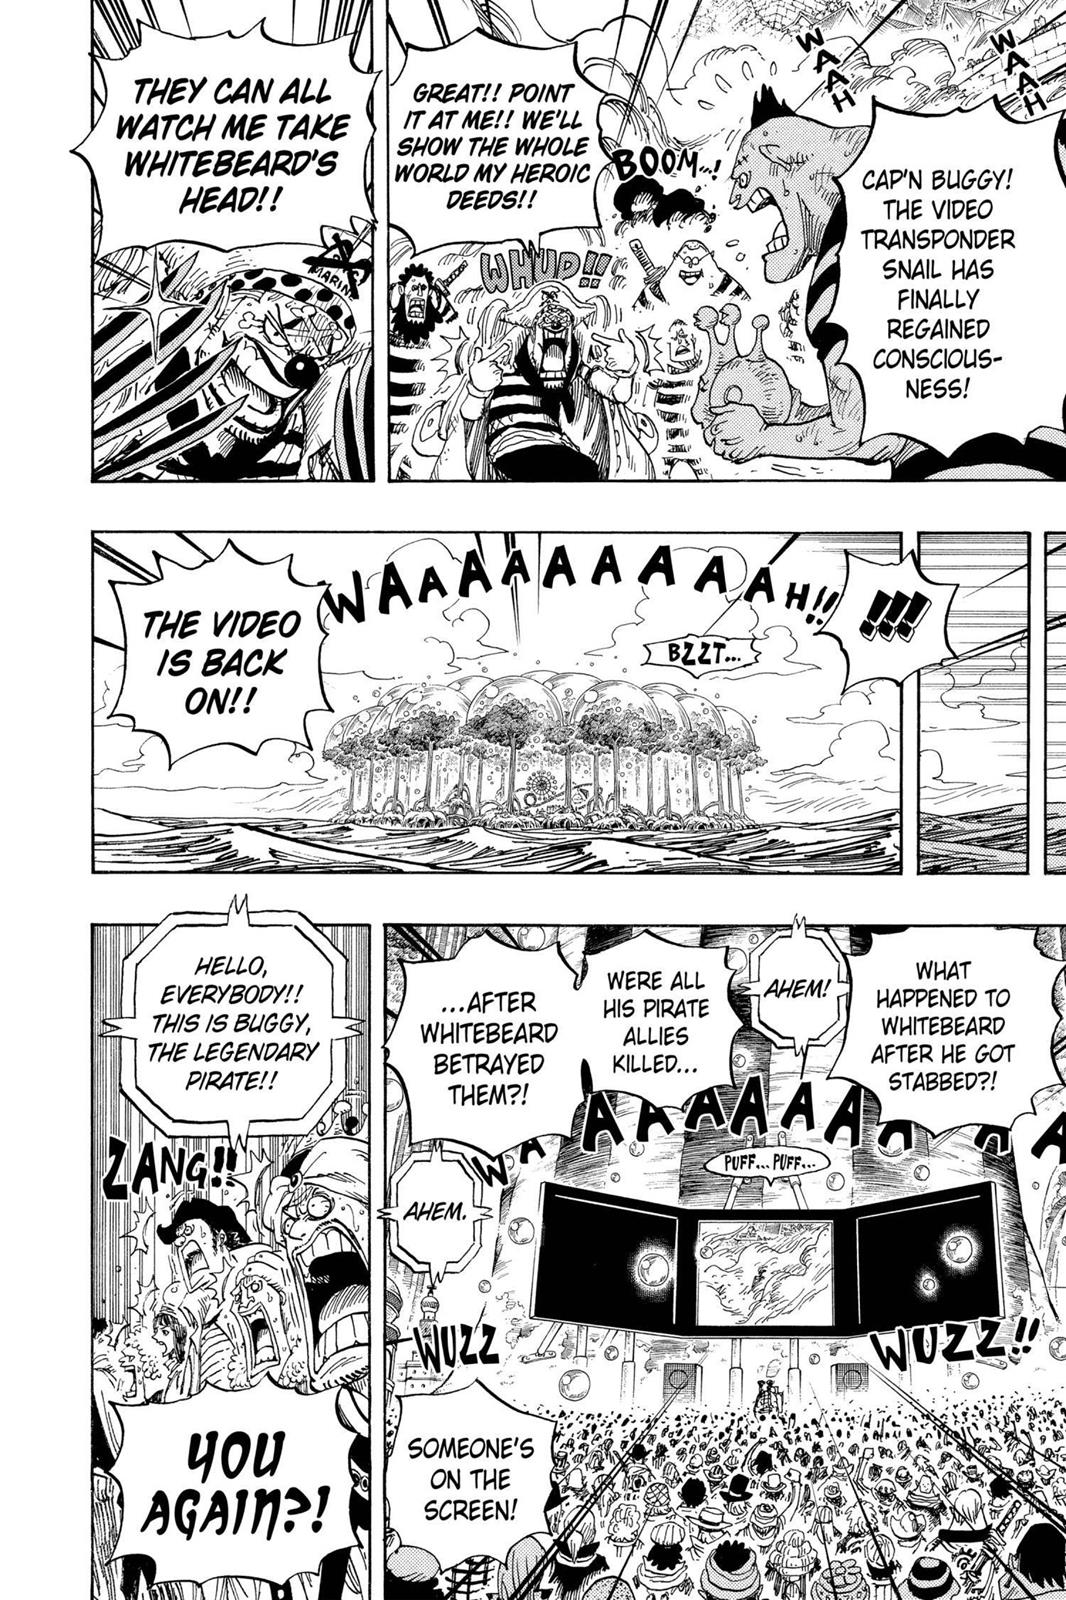 WAAAH
WAAAH
CAP'N BUGGY!
THE VIDEO
TRANSPONDER
SNAIL HAS
FINALLY
REGAINED
CONSCIOUS-
NESS!
BOOM...!
GREAT!! POINT
IT AT ME!! WE'LL
SHOW THE WHOLE
WORLD MY HEROIC
DEEDS!!
WHUD!!
THEY CAN ALL
WATCH ME TAKE
WHITEBEARD'S
HEAD!!
MARIN
!!!
BZZT...
WAAAAAAAAAH!!
THE VIDEO
IS BACK
ON!!
WHAT
HAPPENED TO
WHITEBEARD
AFTER HE GOT
STABBED?!
AHEM!
WERE ALL
HIS PIRATE
ALLIES
KILLED...
...AFTER
WHITEBEARD
BETRAYED
THEM?!
WAAAAAAAAA
PUFF... PUFF...
AHEM.
WUZZ
WUZZ!!
SOMEONE'S
ON THE
SCREEN!
HELLO,
EVERYBODY!!
THIS IS BUGGY,
THE LEGENDARY
PIRATE!!
ZANG!!
YOU
AGAIN?!